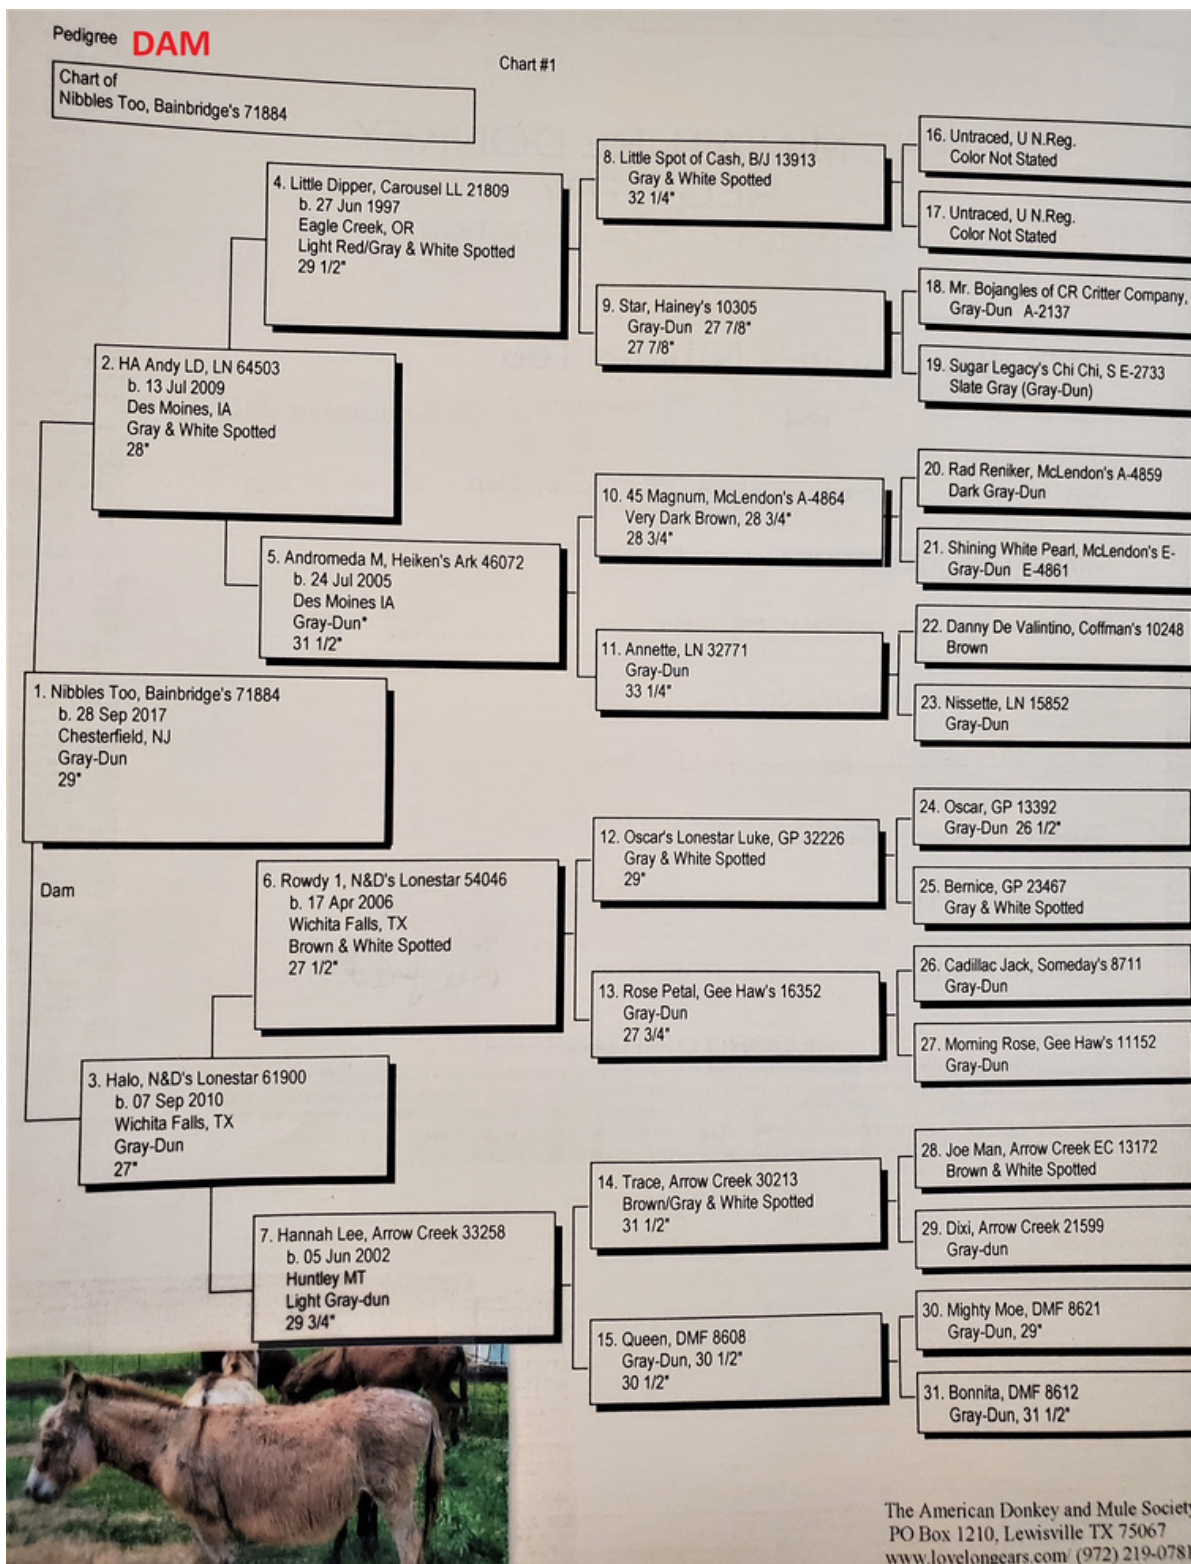 Pedigree DAM
Chart #1
Chart of
Nibbles Too, Bainbridge's 71884
1. Nibbles Too, Bainbridge's 71884
b. 28 Sep 2017
Chesterfield, NJ
Gray-Dun
29"
Dam
2. HA Andy LD, LN 64503
b. 13 Jul 2009
Des Moines, IA
Gray & White Spotted
28"
3. Halo, N&D's Lonestar 61900
b. 07 Sep 2010
Wichita Falls, TX
Gray-Dun
27"
4. Little Dipper, Carousel LL 21809
b. 27 Jun 1997
Eagle Creek, OR
Light Red/Gray & White Spotted
29 1/2"
5. Andromeda M, Heiken's Ark 46072
b. 24 Jul 2005
Des Moines IA
Gray-Dun*
31 1/2"
6. Rowdy 1, N&D's Lonestar 54046
b. 17 Apr 2006
Wichita Falls, TX
Brown & White Spotted
27 1/2"
7. Hannah Lee, Arrow Creek 33258
b. 05 Jun 2002
Huntley MT
Light Gray-dun
29 3/4"
8. Little Spot of Cash, B/J 13913
Gray & White Spotted
32 1/4"
9. Star, Hainey's 10305
Gray-Dun 27 7/8"
27 7/8"
10. 45 Magnum, McLendon's A-4864
Very Dark Brown, 28 3/4"
28 3/4"
11. Annette, LN 32771
Gray-Dun
33 1/4"
12. Oscar's Lonestar Luke, GP 32226
Gray & White Spotted
29"
13. Rose Petal, Gee Haw's 16352
Gray-Dun
27 3/4"
14. Trace, Arrow Creek 30213
Brown/Gray & White Spotted
31 1/2"
15. Queen, DMF 8608
Gray-Dun, 30 1/2"
30 1/2"
16. Untraced, U N.Reg.
Color Not Stated
17. Untraced, U N.Reg.
Color Not Stated
18. Mr. Bojangles of CR Critter Company,
Gray-Dun A-2137
19. Sugar Legacy's Chi Chi, S E-2733
Slate Gray (Gray-Dun)
20. Rad Reniker, McLendon's A-4859
Dark Gray-Dun
21. Shining White Pearl, McLendon's E-
Gray-Dun E-4861
22. Danny De Valintino, Coffman's 10248
Brown
23. Nissette, LN 15852
Gray-Dun
24. Oscar, GP 13392
Gray-Dun 26 1/2"
25. Bernice, GP 23467
Gray & White Spotted
26. Cadillac Jack, Someday's 8711
Gray-Dun
27. Morning Rose, Gee Haw's 11152
Gray-Dun
28. Joe Man, Arrow Creek EC 13172
Brown & White Spotted
29. Dixi, Arrow Creek 21599
Gray-dun
30. Mighty Moe, DMF 8621
Gray-Dun, 29"
31. Bonnita, DMF 8612
Gray-Dun, 31 1/2"
The American Donkey and Mule Society
PO Box 1210, Lewisville TX 75067
www.lovelongears.com/ (972) 219-0781